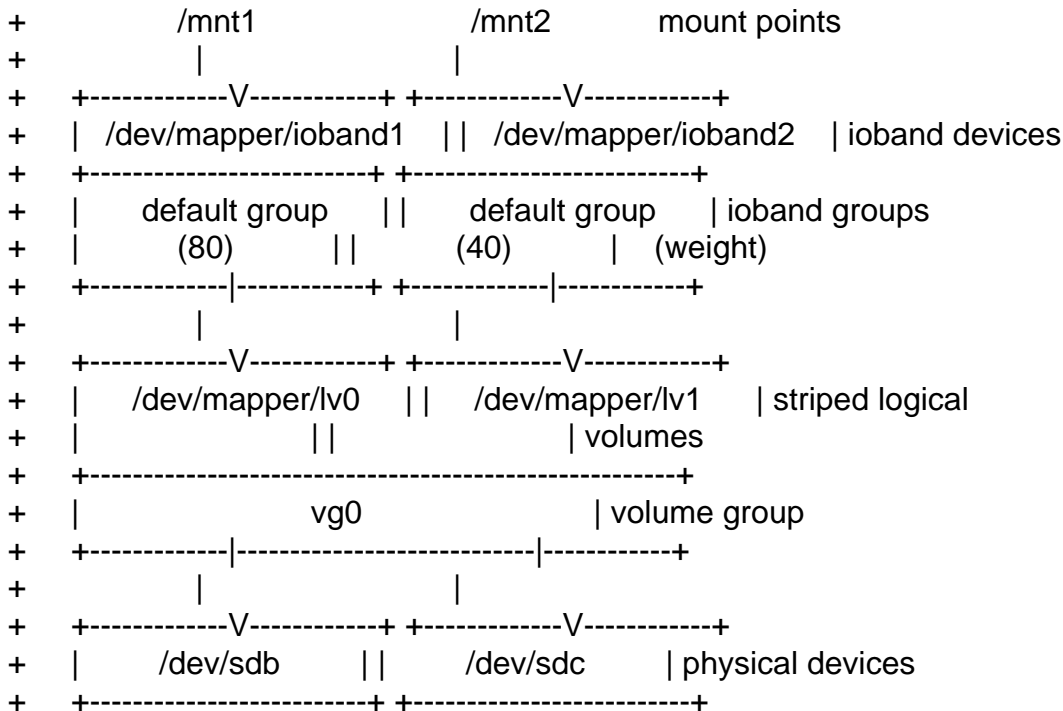 + /mnt1 /mnt2 mount points
+ | |
+ +-------------V------------+ +-------------V------------+
+ | /dev/mapper/ioband1 | | /dev/mapper/ioband2 | ioband devices
+ +--------------------------+ +--------------------------+
+ | default group | | default group | ioband groups
+ | (80) | | (40) | (weight)
+ +-------------|------------+ +-------------|------------+
+ | |
+ +-------------V------------+ +-------------V------------+
+ | /dev/mapper/lv0 | | /dev/mapper/lv1 | striped logical
+ | | | | volumes
+ +-------------------------------------------------------+
+ | vg0 | volume group
+ +-------------|----------------------------|------------+
+ | |
+ +-------------V------------+ +-------------V------------+
+ | /dev/sdb | | /dev/sdc | physical devices
+ +--------------------------+ +--------------------------+